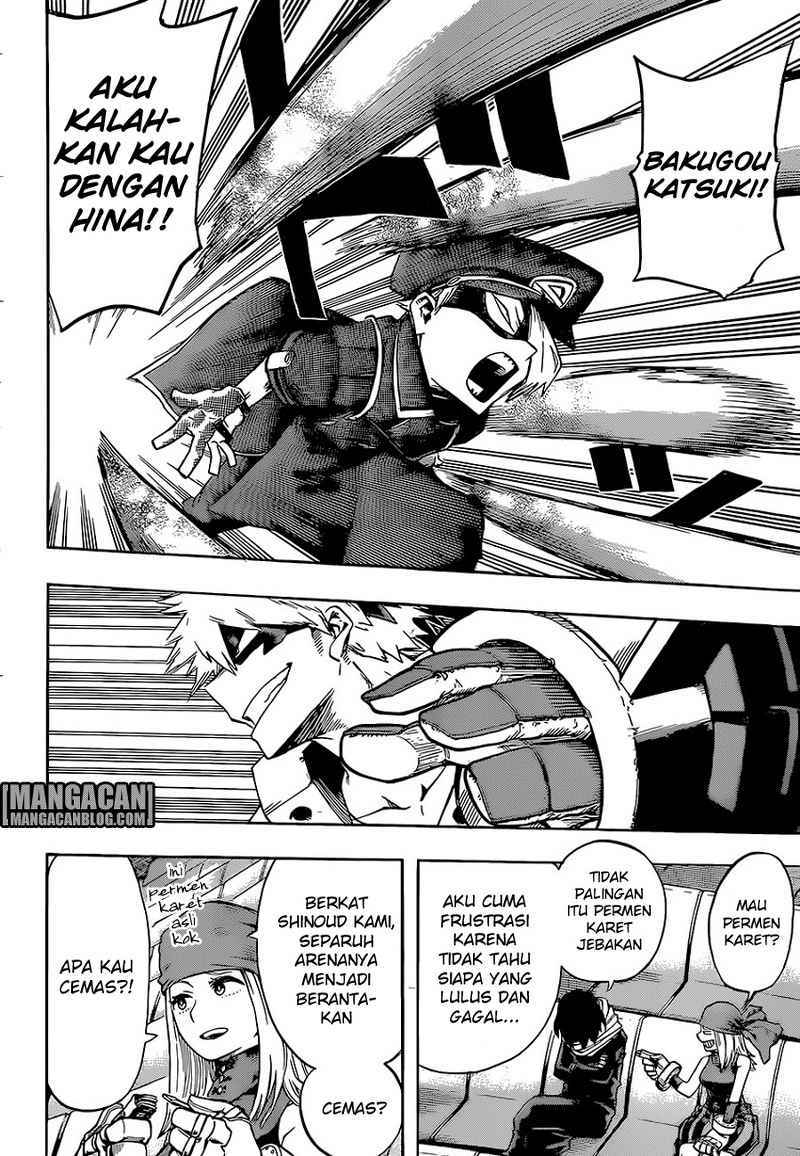 BAKUGOU
KATSUKI!
AKU
KALAH-
KAN KAU
DENGAN
HINA!!
[MANGACAN]
MANGACANBLOG.COM
MAU
PERMEN
KARET?
TIDAK
PALINGAN
ITU PERMEN
KARET
JEBAKAN
AKU CUMA
FRUSTRASI
KARENA
TIDAK TAHU
SIAPA YANG
LULUS DAN
GAGAL...
BERKAT
SHINOUD KAMI,
SEPARUH
ARENANYA
MENJADI
BERANTA-
KAN
CEMAS?
ini
permen
karet
asli
kok
APA KAU
CEMAS?!